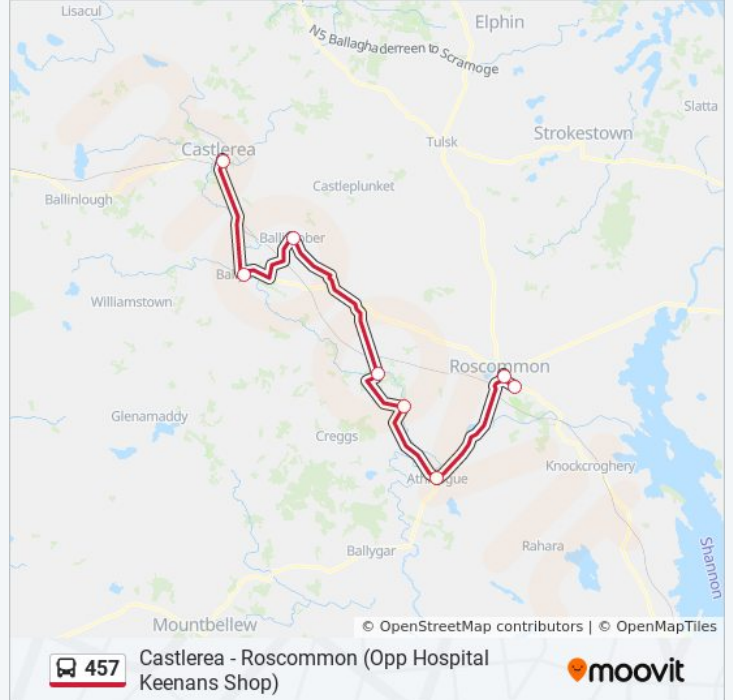 Lisacul
Elphin
N5 Ballaghaderreen to Scramoge
Slatta
Strokestown
Tulsk
Castlerea
Castleplunket
Ballinlough
Williamstown
Roscommon
Glenamaddy
Creggs
Knockcroghery
Ballygar
Rahara
Shannon
Mountbellew
© OpenStreetMap contributors | © OpenMapTiles
457
Castlerea - Roscommon (Opp Hospital
Keenans Shop)
moovit